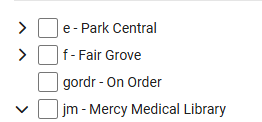 e - Park Central
f - Fair Grove
gordr - On Order
jm - Mercy Medical Library